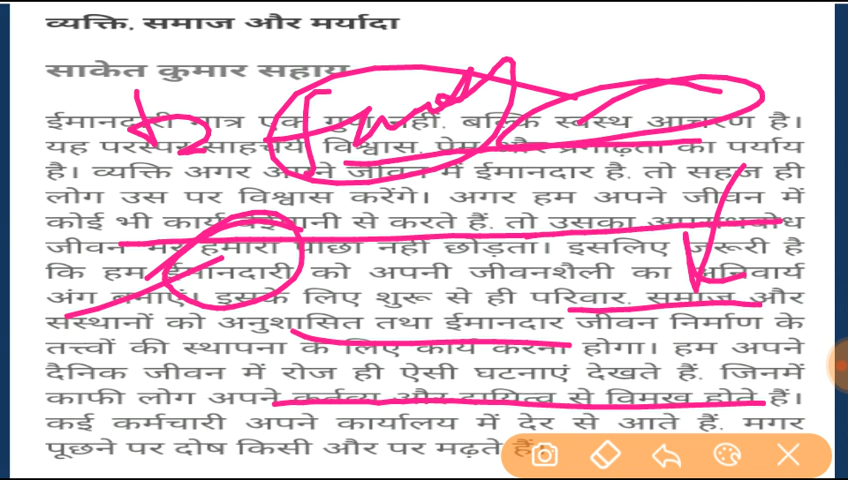 व्यक्ति, समाज और मर्यादा
साकेत कुमार सहाय
ईमानदारी मात्र एक गुण नहीं, बल्कि स्वस्थ आचरण है।
यह परस्पर साहचर्य विश्वास, प्रेम और प्रगाढ़ता का पर्याय
है। व्यक्ति अगर अपने जीवन में ईमानदार है, तो सहज ही
लोग उस पर विश्वास करेंगे। अगर हम अपने जीवन में
कोई भी कार्य बेईमानी से करते हैं, तो उसका अपराधबोध
जीवन भर हमारा पीछा नहीं छोड़ता। इसलिए जरूरी है
कि हम ईमानदारी को अपनी जीवनशैली का अनिवार्य
अंग बनाएं, इसके लिए शुरू से ही परिवार, समाज और
संस्थानों को अनुशासित तथा ईमानदार जीवन निर्माण के
तत्त्वों की स्थापना के लिए कार्य करना होगा। हम अपने
दैनिक जीवन में रोज ही ऐसी घटनाएं देखते हैं, जिनमें
काफी लोग अपने कर्तव्य और दायित्व से विमुख होते हैं।
कई कर्मचारी अपने कार्यालय में देर से आते हैं, मगर
पूछने पर दोष किसी और पर मढ़ते हैं।